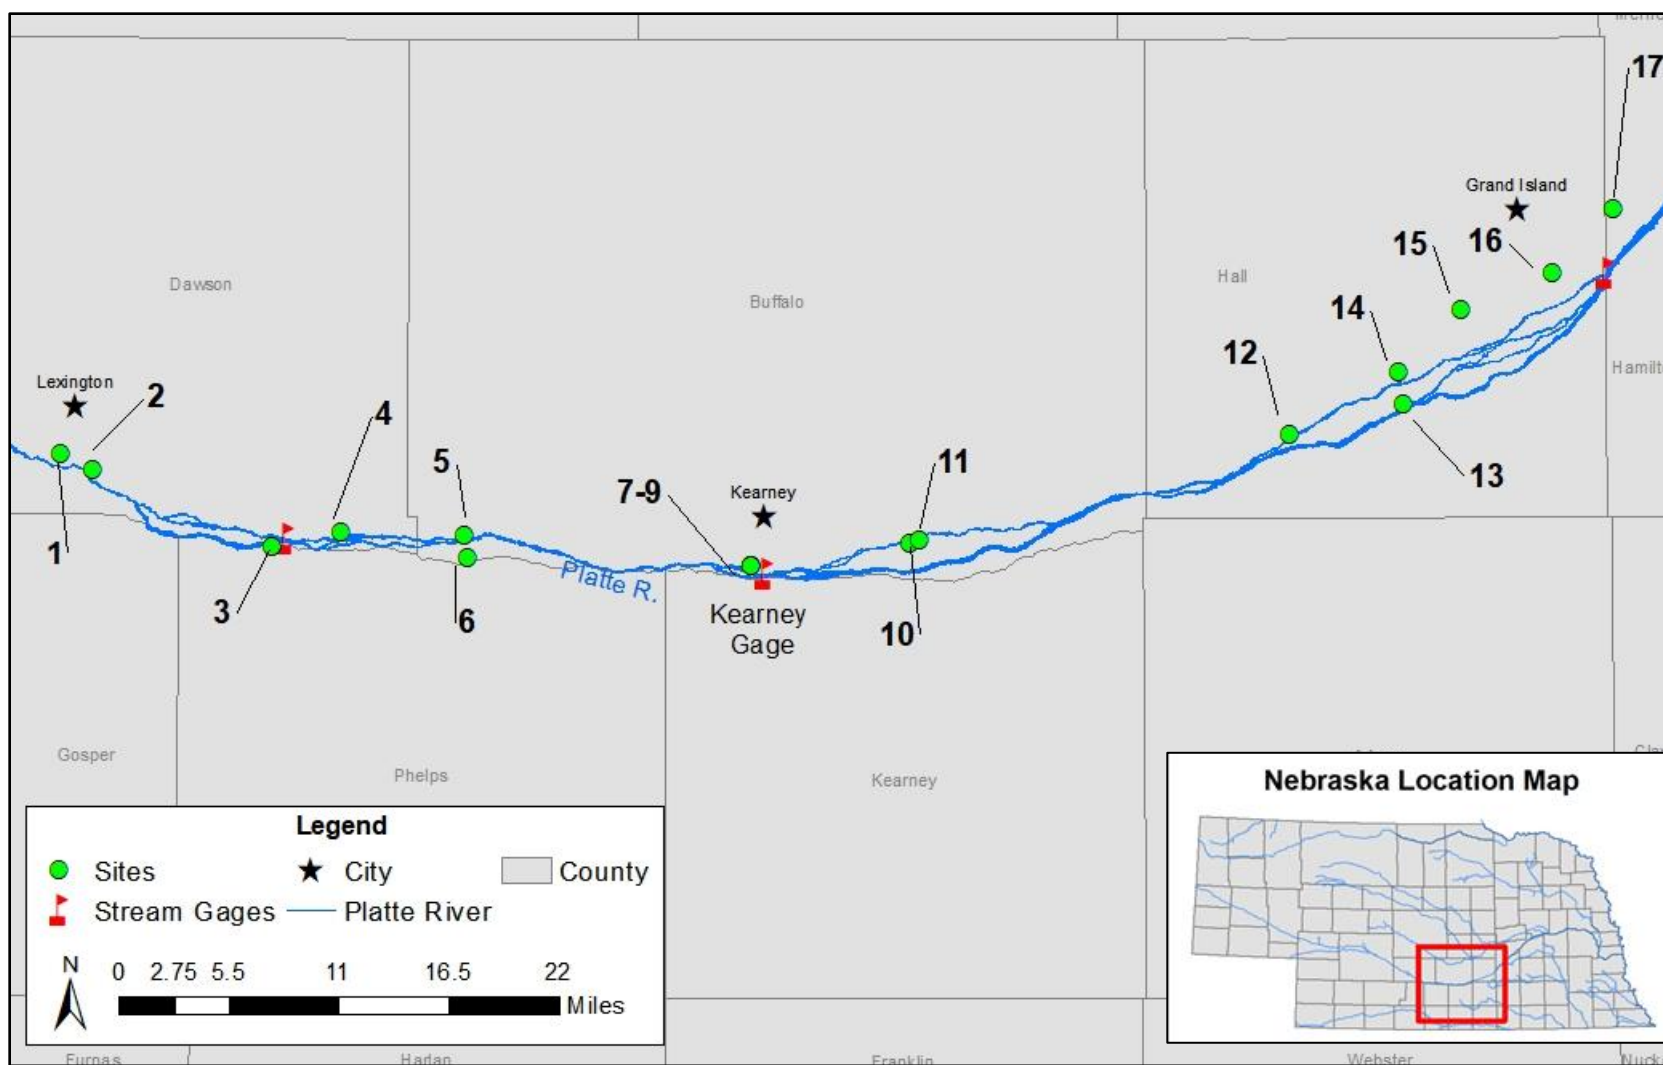 17
Grand Island
16
15
Hall
Dawson
Buffalo
14
12
Hamilt
Lexington
2
4
5
11
13
7-9
Kearney
1
Platte R.
3
6
Kearney
Gage
10
Gosper
Phelps
Kearney
Nebraska Location Map
Legend
Sites
City
County
Stream Gages
Platte River
N
0 2.75 5.5 11 16.5 22
Miles
Furnas
Harlan
Franklin
Webster
Nucko